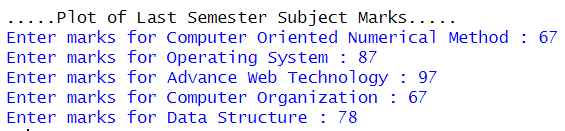 .....Plot of Last Semester Subject Marks.....
Enter marks for Computer Oriented Numerical Method : 67
Enter marks for Operating System : 87
Enter marks for Advance Web Technology : 97
Enter marks for Computer Organization : 67
Enter marks for Data Structure : 78